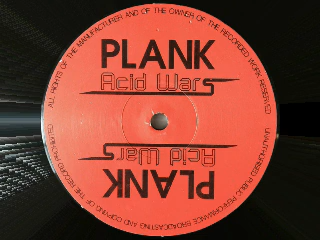 ALL RIGHTS OF THE MANUFACTURER AND OF THE OWNER OF THE RECORDED WORK RESERVED
UNAUTHORISED PUBLIC PERFORMANCE BROADCASTING AND COPYING OF THE RECORD PROHIBITED
PLANK
Acid Wars
Acid Wars
PLANK